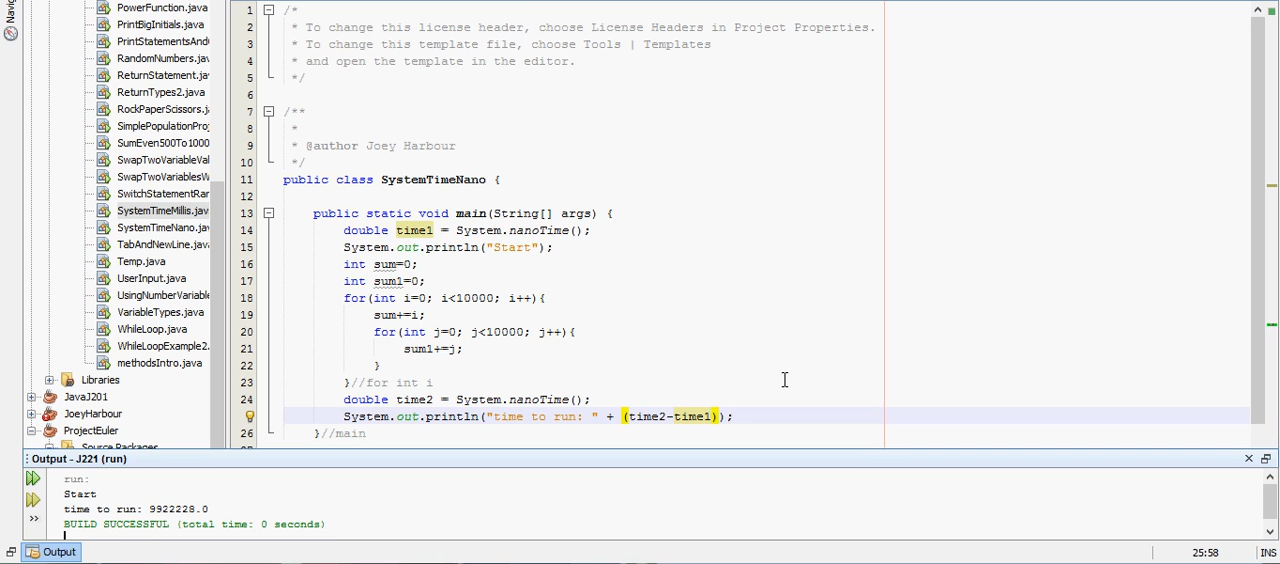 Navig
PowerFunction.java
PrintBigInitials.java
PrintStatementsAndU
RandomNumbers.jav
ReturnStatement.jav
ReturnTypes2.java
RockPaperScissors.ja
SimplePopulationProj
SumEven500To1000
SwapTwoVariableVal
SwapTwoVariablesW
SwitchStatementRan
SystemTimeMillis.java
SystemTimeNano.jav
TabAndNewLine.java
Temp.java
UserInput.java
UsingNumberVariable
VariableTypes.java
WhileLoop.java
WhileLoopExample2.
methodsIntro.java
Libraries
JavaJ201
JoeyHarbour
ProjectEuler
Source Packages
1 /*
2 * To change this license header, choose License Headers in Project Properties.
3 * To change this template file, choose Tools | Templates
4 * and open the template in the editor.
5 */
6
7 /**
8 *
9 * @author Joey Harbour
10 */
11 public class SystemTimeNano {
12
13 public static void main(String[] args) {
14 double time1 = System.nanoTime();
15 System.out.println("Start");
16 int sum=0;
17 int sum1=0;
18 for(int i=0; i<10000; i++){
19 sum+=i;
20 for(int j=0; j<10000; j++){
21 sum1+=j;
22 }
23 }//for int i
24 double time2 = System.nanoTime();
System.out.println("time to run: " + (time2-time1));
26 }//main
Output - J221 (run)
run:
Start
time to run: 9922228.0
BUILD SUCCESSFUL (total time: 0 seconds)
Output
25:58
INS